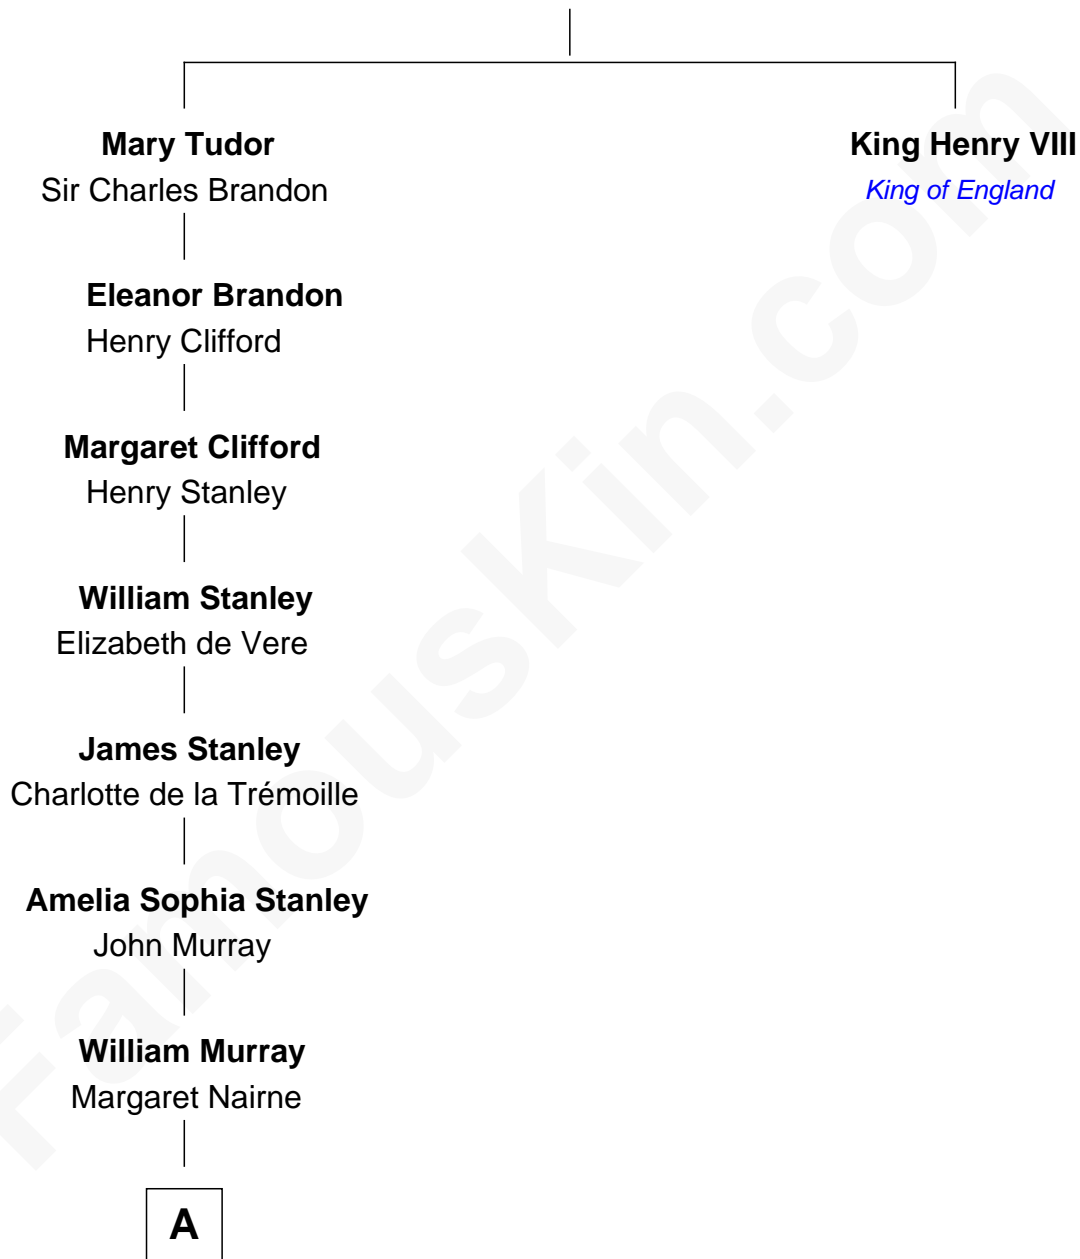 Mary Tudor
Sir Charles Brandon
King Henry VIII
King of England
Eleanor Brandon
Henry Clifford
Margaret Clifford
Henry Stanley
William Stanley
Elizabeth de Vere
James Stanley
Charlotte de la Trémoille
Amelia Sophia Stanley
John Murray
William Murray
Margaret Nairne
A
FamousKin.com